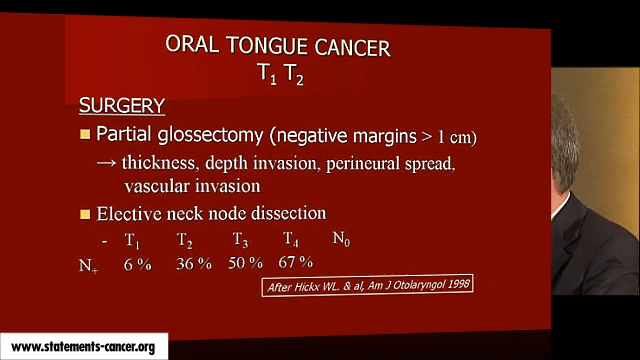 ORAL TONGUE CANCER
T₁ T₂
SURGERY
Partial glossectomy (negative margins > 1 cm)
→ thickness, depth invasion, perineural spread,
vascular invasion
Elective neck node dissection
- T₁ T₂ T₃ T₄ N₀
N₊ 6 % 36 % 50 % 67 %
After Hickx WL. & al, Am J Otolaryngol 1998
www.statements-cancer.org